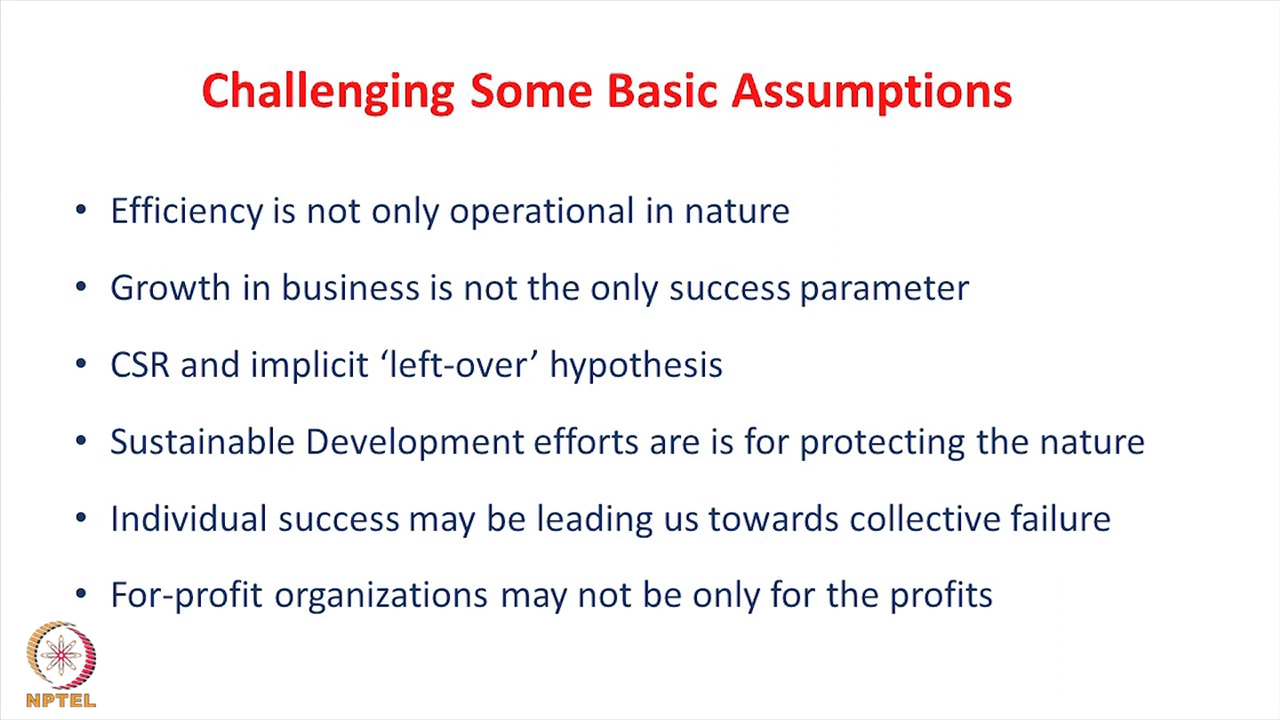 Challenging Some Basic Assumptions
• Efficiency is not only operational in nature
• Growth in business is not the only success parameter
• CSR and implicit ‘left-over’ hypothesis
• Sustainable Development efforts are is for protecting the nature
• Individual success may be leading us towards collective failure
• For-profit organizations may not be only for the profits
NPTEL